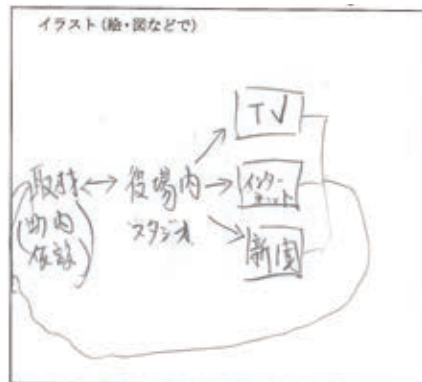 イラスト(絵・図などで)
TV
取材 ↔ 役場内
スタジオ
(町内
仮設)
インター
ネット
新聞